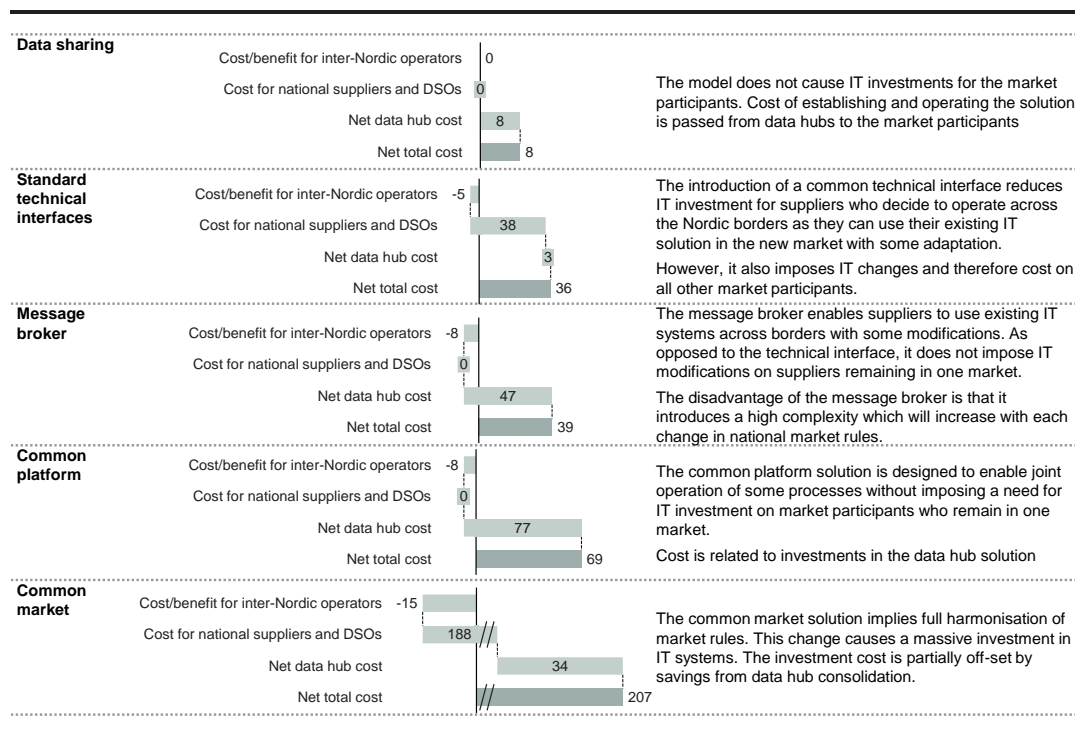 Data sharing
Cost/benefit for inter-Nordic operators 0
Cost for national suppliers and DSOs 0
Net data hub cost 8
Net total cost 8
The model does not cause IT investments for the market
participants. Cost of establishing and operating the solution
is passed from data hubs to the market participants
Standard
technical
interfaces
Cost/benefit for inter-Nordic operators -5
Cost for national suppliers and DSOs 38
Net data hub cost 3
Net total cost 36
The introduction of a common technical interface reduces
IT investment for suppliers who decide to operate across
the Nordic borders as they can use their existing IT
solution in the new market with some adaptation.
However, it also imposes IT changes and therefore cost on
all other market participants.
Message
broker
Cost/benefit for inter-Nordic operators -8
Cost for national suppliers and DSOs 0
Net data hub cost 47
Net total cost 39
The message broker enables suppliers to use existing IT
systems across borders with some modifications. As
opposed to the technical interface, it does not impose IT
modifications on suppliers remaining in one market.
The disadvantage of the message broker is that it
introduces a high complexity which will increase with each
change in national market rules.
Common
platform
Cost/benefit for inter-Nordic operators -8
Cost for national suppliers and DSOs 0
Net data hub cost 77
Net total cost 69
The common platform solution is designed to enable joint
operation of some processes without imposing a need for
IT investment on market participants who remain in one
market.
Cost is related to investments in the data hub solution
Common
market
Cost/benefit for inter-Nordic operators -15
Cost for national suppliers and DSOs 188
Net data hub cost 34
Net total cost 207
The common market solution implies full harmonisation of
market rules. This change causes a massive investment in
IT systems. The investment cost is partially off-set by
savings from data hub consolidation.